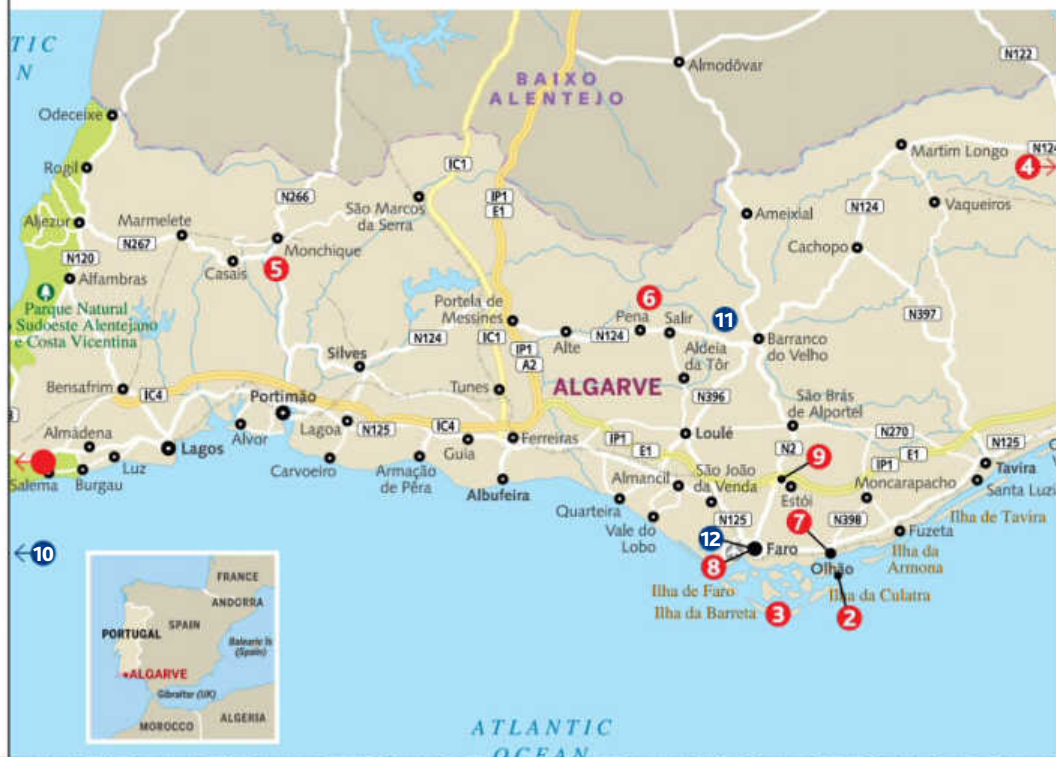 TIC
N
BAIXO
ALENTEJO
Almodôvar
N122
Odeceixe
Rogil
IC1
Martim Longo
N124
4
N266
IP1
E1
São Marcos
da Serra
N124
Vaqueiros
Aljezur
Marmelete
Ameixial
N267
Monchique
Cachopo
N120
Casais
5
Alfambras
6
Parque Natural
Sudoeste Alentejano
e Costa Vicentina
Portela de
Messines
Pena
Salir
11
N397
N124
IC1
Alte
N124
Barranco
do Velho
Silves
IP1
A2
Aldeia
da Tôr
Bensafrim
IC4
Tunes
ALGARVE
N396
São Brás
de Alportel
Portimão
Almádena
Alvor
Lagoa
N125
IC4
Guia
Ferreiras
IP1
E1
Loulé
N2
N270
N125
Lagos
9
IP1
E1
Tavira
Salema
Burgau
Luz
Carvoeiro
Armação
de Pêra
Albufeira
Almancil
São João
da Venda
Estói
Moncarapacho
Santa Luzi
Quarteira
Vale do
Lobo
N125
7
N398
Ilha de Tavira
Fuzeta
10
12
Faro
Olhão
Ilha da
Armona
8
Ilha de Faro
Ilha da Culatra
Ilha da Barreta
3
2
FRANCE
ANDORRA
PORTUGAL
SPAIN
Balearic Is
(Spain)
ALGARVE
Gibraltar (UK)
MOROCCO
ALGERIA
ATLANTIC
OCEAN